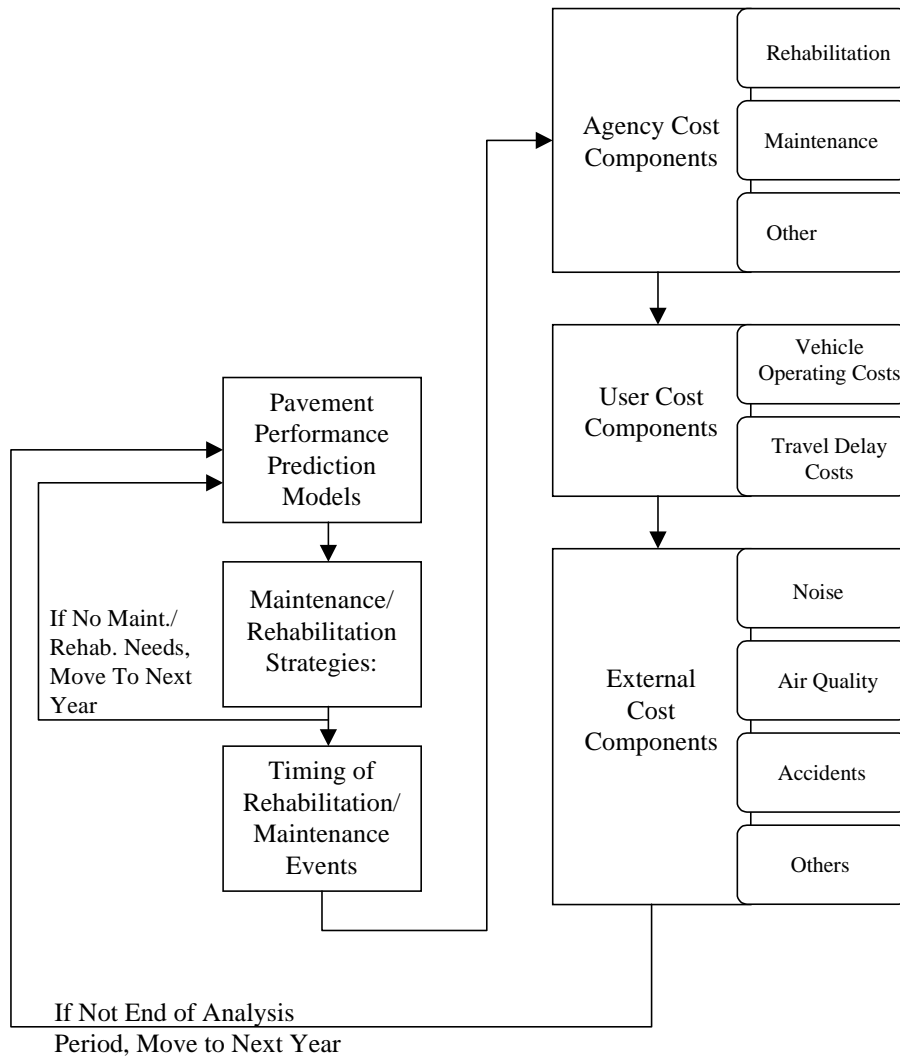 Pavement
Performance
Prediction
Models
Maintenance/
Rehabilitation
Strategies:
If No Maint./
Rehab. Needs,
Move To Next
Year
Timing of
Rehabilitation/
Maintenance
Events
Agency Cost
Components
Rehabilitation
Maintenance
Other
User Cost
Components
Vehicle
Operating Costs
Travel Delay
Costs
External
Cost
Components
Noise
Air Quality
Accidents
Others
If Not End of Analysis
Period, Move to Next Year